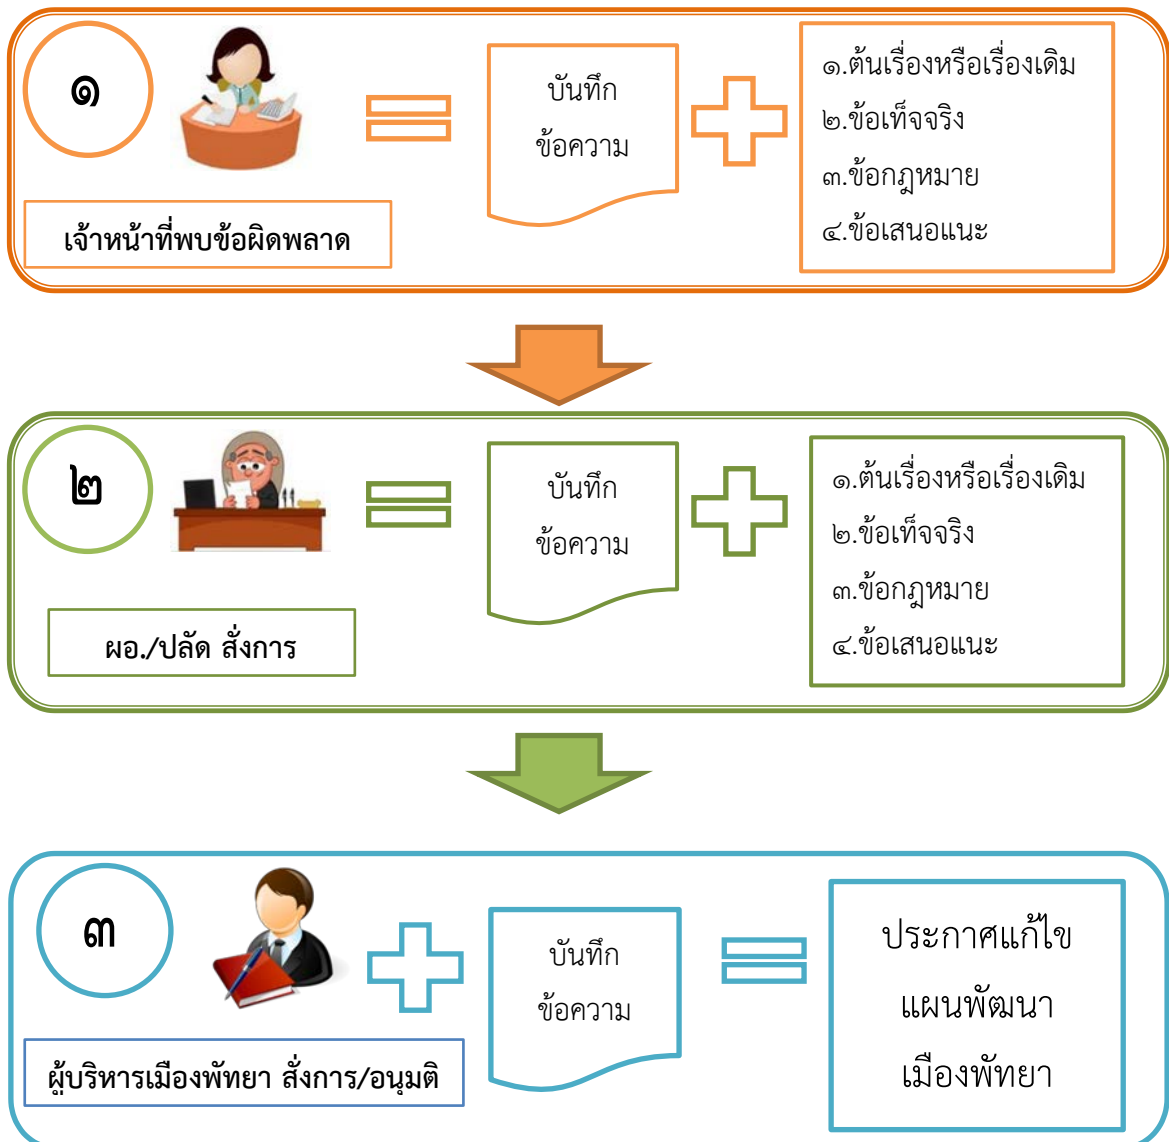 ๑
เจ้าหน้าที่พบข้อผิดพลาด
บันทึก
ข้อความ
๑.ต้นเรื่องหรือเรื่องเดิม
๒.ข้อเท็จจริง
๓.ข้อกฎหมาย
๔.ข้อเสนอแนะ
๒
ผอ./ปลัด สั่งการ
บันทึก
ข้อความ
๑.ต้นเรื่องหรือเรื่องเดิม
๒.ข้อเท็จจริง
๓.ข้อกฎหมาย
๔.ข้อเสนอแนะ
๓
ผู้บริหารเมืองพัทยา สั่งการ/อนุมติ
บันทึก
ข้อความ
ประกาศแก้ไข
แผนพัฒนา
เมืองพัทยา